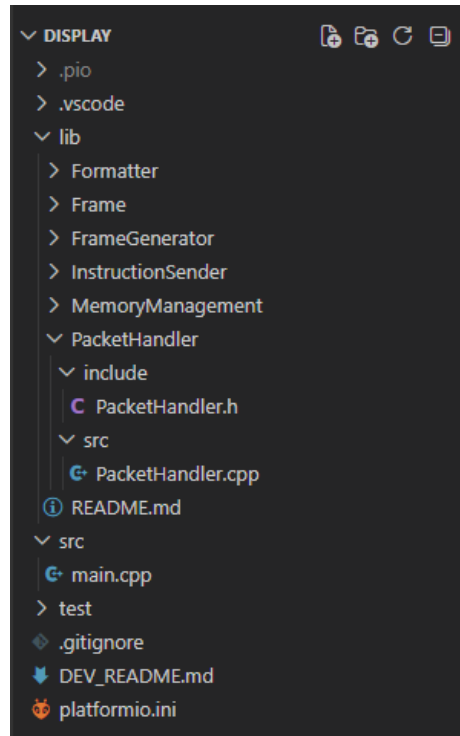 DISPLAY
.pio
.vscode
lib
Formatter
Frame
FrameGenerator
InstructionSender
MemoryManagement
PacketHandler
include
C PacketHandler.h
src
PacketHandler.cpp
README.md
src
main.cpp
test
.gitignore
DEV_README.md
platformio.ini